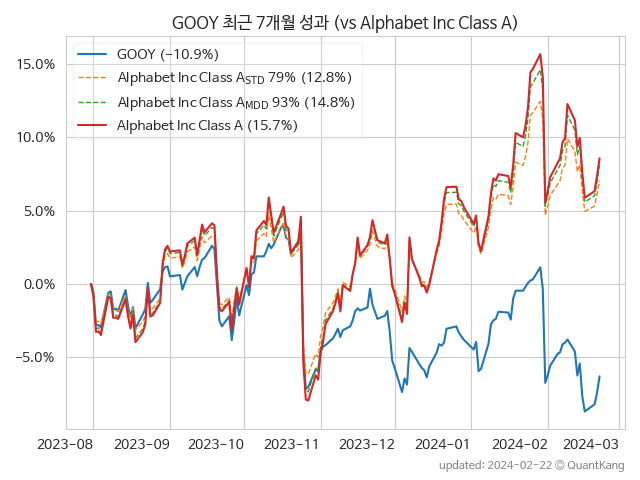 GOOY 최근 7개월 성과 (vs Alphabet Inc Class A)
GOOY (−10.9%)
Alphabet Inc Class A_STD 79% (12.8%)
Alphabet Inc Class A_MDD 93% (14.8%)
Alphabet Inc Class A (15.7%)
15.0%
10.0%
5.0%
0.0%
−5.0%
2023-08 2023-09 2023-10 2023-11 2023-12 2024-01 2024-02 2024-03
updated: 2024-02-22 © QuantKang